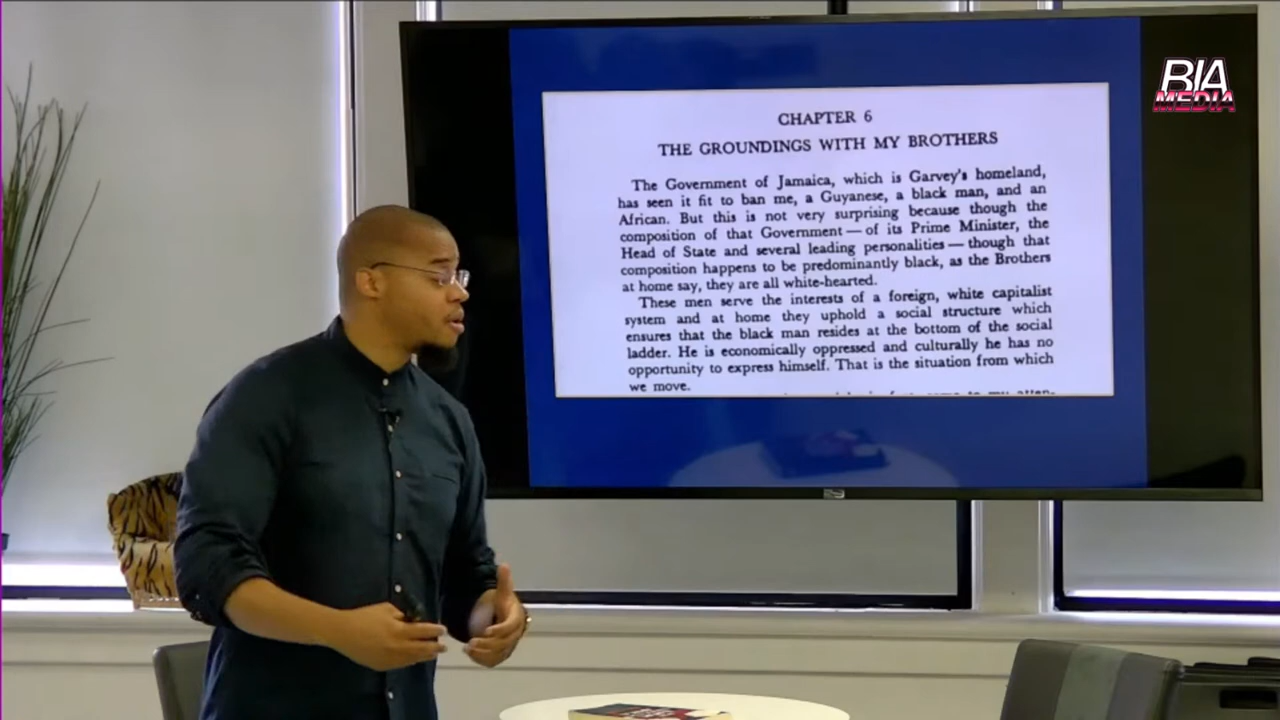 BIA
MEDIA
CHAPTER 6
THE GROUNDINGS WITH MY BROTHERS
The Government of Jamaica, which is Garvey's homeland,
has seen it fit to ban me, a Guyanese, a black man, and an
African. But this is not very surprising because though the
composition of that Government — of its Prime Minister, the
Head of State and several leading personalities — though that
composition happens to be predominantly black, as the Brothers
at home say, they are all white-hearted.
These men serve the interests of a foreign, white capitalist
system and at home they uphold a social structure which
ensures that the black man resides at the bottom of the social
ladder. He is economically oppressed and culturally he has no
opportunity to express himself. That is the situation from which
we move.